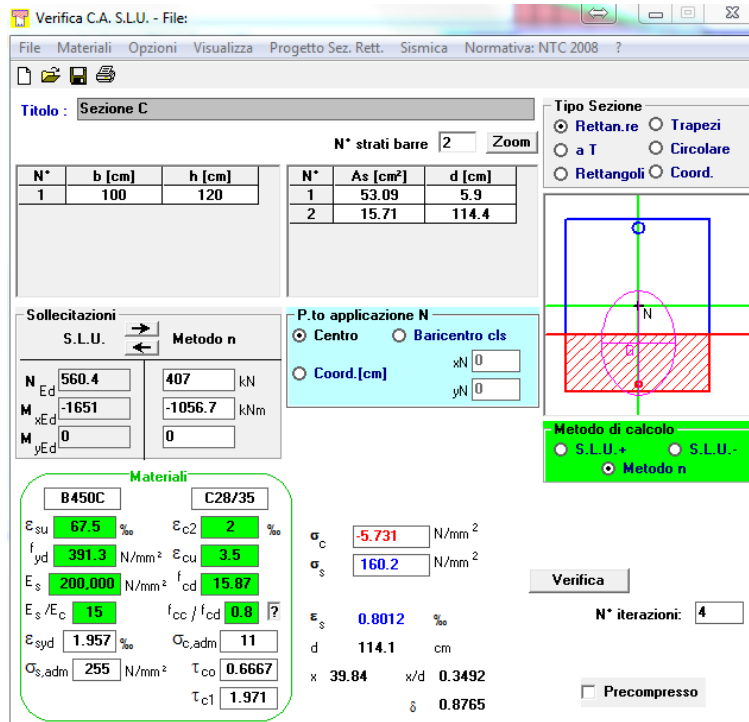 Verifica C.A. S.L.U. - File:
File Materiali Opzioni Visualizza Progetto Sez. Rett. Sismica Normativa: NTC 2008 ?
Titolo : Sezione C
N° strati barre 2 Zoom
N° b [cm] h [cm]
1 100 120
N° As [cm²] d [cm]
1 53.09 5.9
2 15.71 114.4
Tipo Sezione
Rettan.re Trapezi
a T Circolare
Rettangoli Coord.
N
G
Sollecitazioni
S.L.U. Metodo n
N Ed 560.4 407 kN
M xEd -1651 -1056.7 kNm
M yEd 0 0
P.to applicazione N
Centro Baricentro cls
Coord.[cm] xN 0
yN 0
Metodo di calcolo
S.L.U.+ S.L.U.-
Metodo n
Materiali
B450C C28/35
εsu 67.5 ‰ εc2 2 ‰
fyd 391.3 N/mm² εcu 3.5
Es 200,000 N/mm² fcd 15.87
Es/Ec 15 fcc / fcd 0.8 ?
εsyd 1.957 ‰ σc,adm 11
σs,adm 255 N/mm² τco 0.6667
τc1 1.971
σc -5.731 N/mm²
σs 160.2 N/mm²
εs 0.8012 ‰
d 114.1 cm
x 39.84 x/d 0.3492
δ 0.8765
Verifica
N° iterazioni: 4
Precompresso